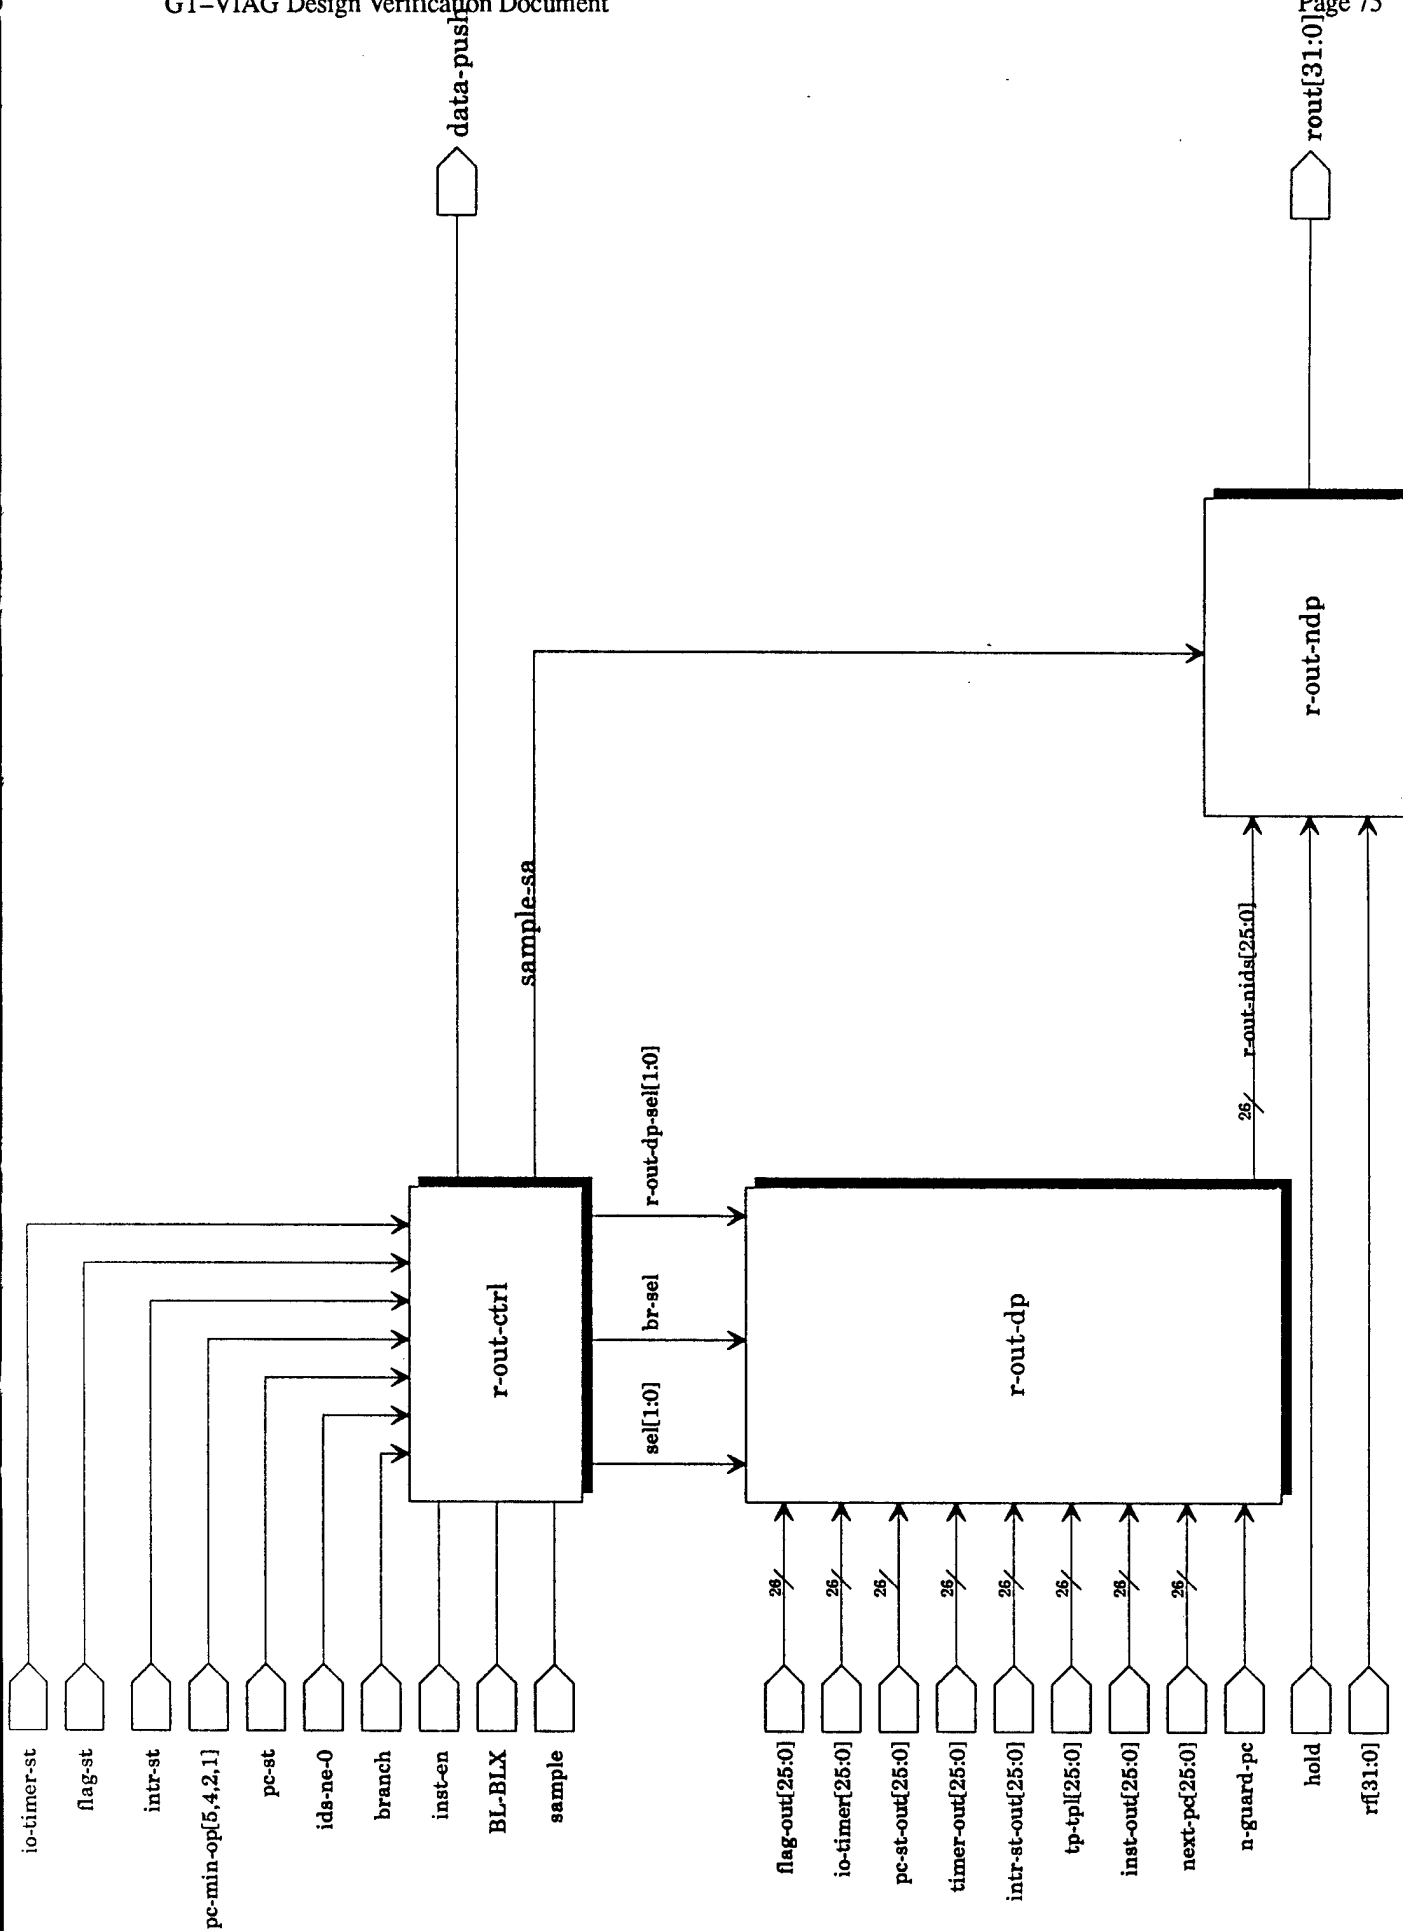 GT–VIAG Design Verification Document
Page 75
data-push
rout[31:0]
sample-sa
r-out-ndp
r-out-nids[25:0]
26
r-out-dp-sel[1:0]
br-sel
sel[1:0]
r-out-ctrl
r-out-dp
26
26
26
26
26
26
26
26
io-timer-st
flag-st
intr-st
pc-min-op[5,4,2,1]
pc-st
ids-ne-0
branch
inst-en
BL-BLX
sample
flag-out[25:0]
io-timer[25:0]
pc-st-out[25:0]
timer-out[25:0]
intr-st-out[25:0]
tp-tpl[25:0]
inst-out[25:0]
next-pc[25:0]
n-guard-pc
hold
rf[31:0]